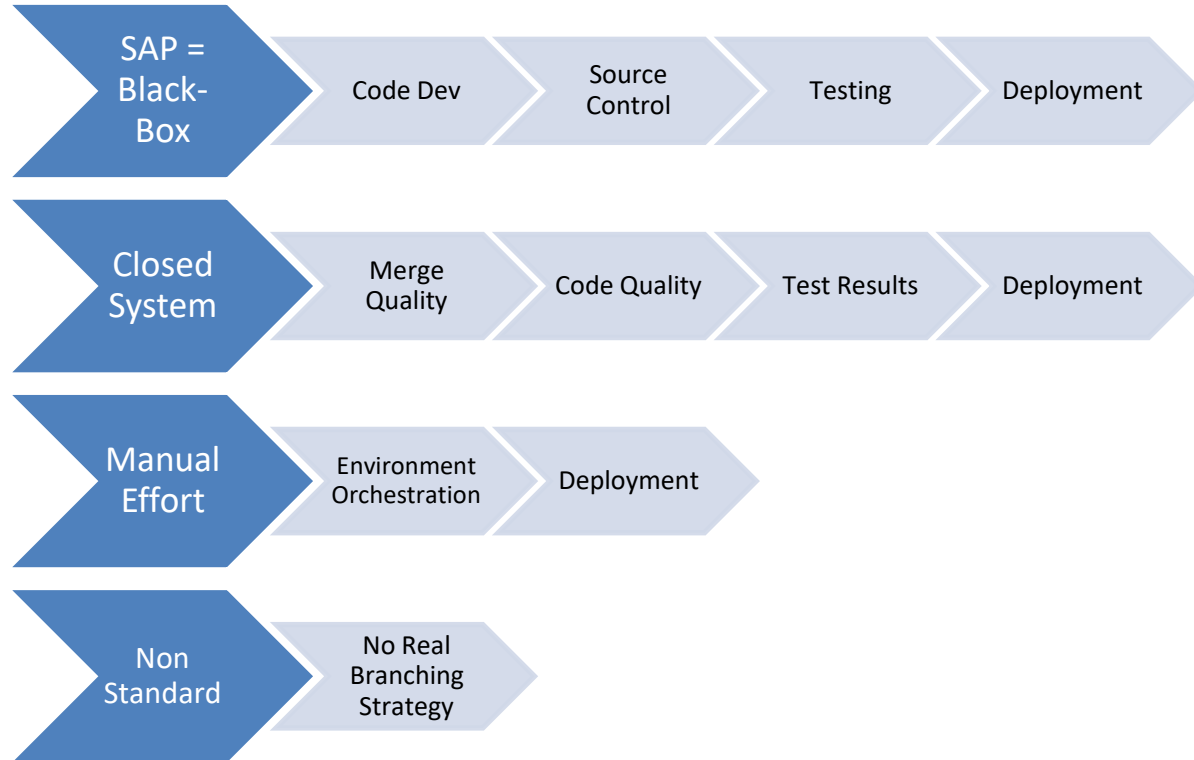 SAP =
Black-
Box
Code Dev
Source
Control
Testing
Deployment
Closed
System
Merge
Quality
Code Quality
Test Results
Deployment
Manual
Effort
Environment
Orchestration
Deployment
Non
Standard
No Real
Branching
Strategy